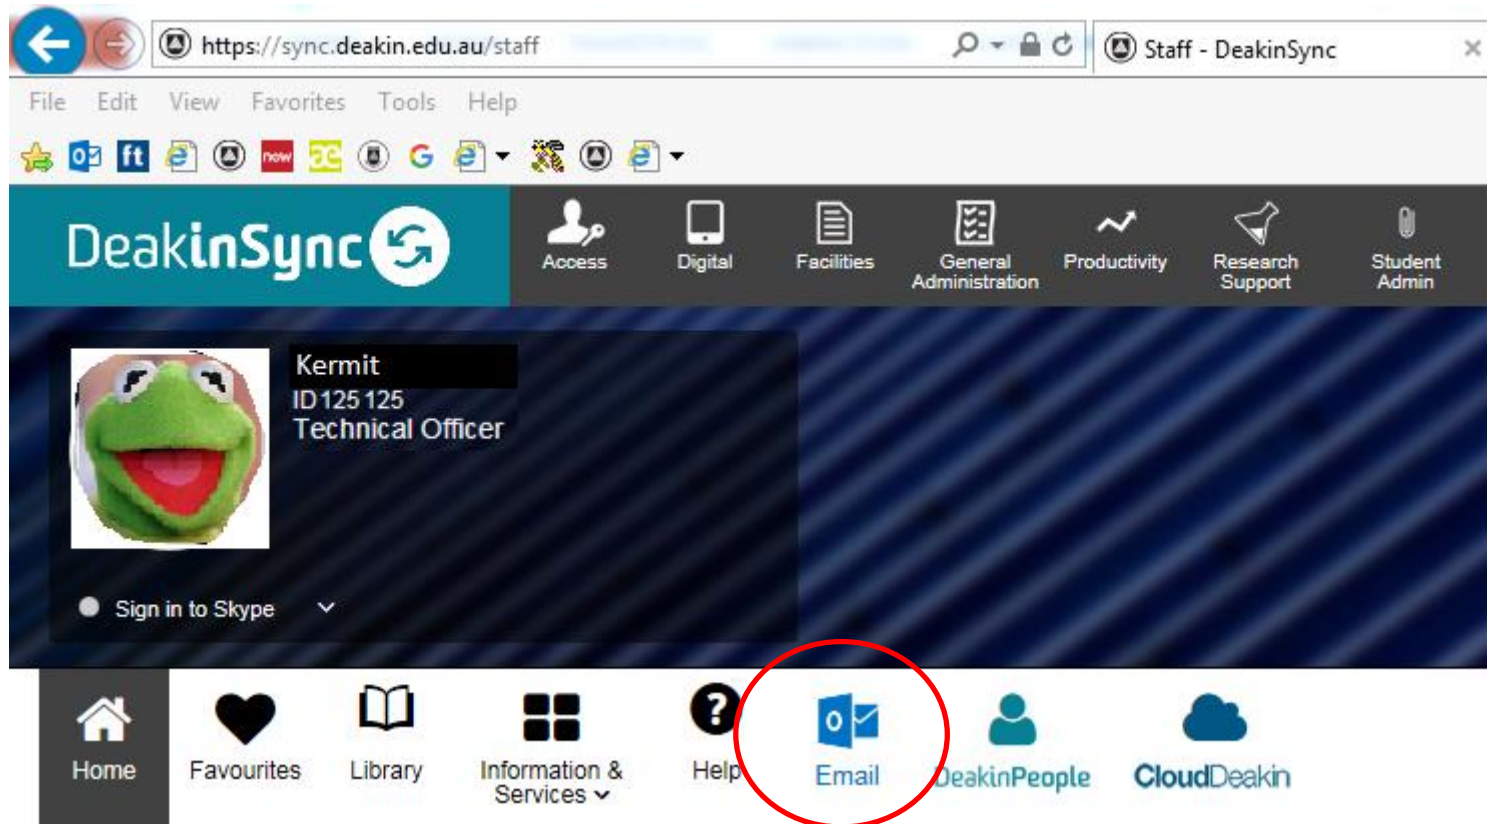 https://sync.deakin.edu.au/staff
Staff - DeakinSync
File Edit View Favorites Tools Help
ft now G
DeakinSync
Access
Digital
Facilities
General
Administration
Productivity
Research
Support
Student
Admin
Kermit
ID125 125
Technical Officer
Sign in to Skype
Home
Favourites
Library
Information &
Services
Help
Email
DeakinPeople
CloudDeakin